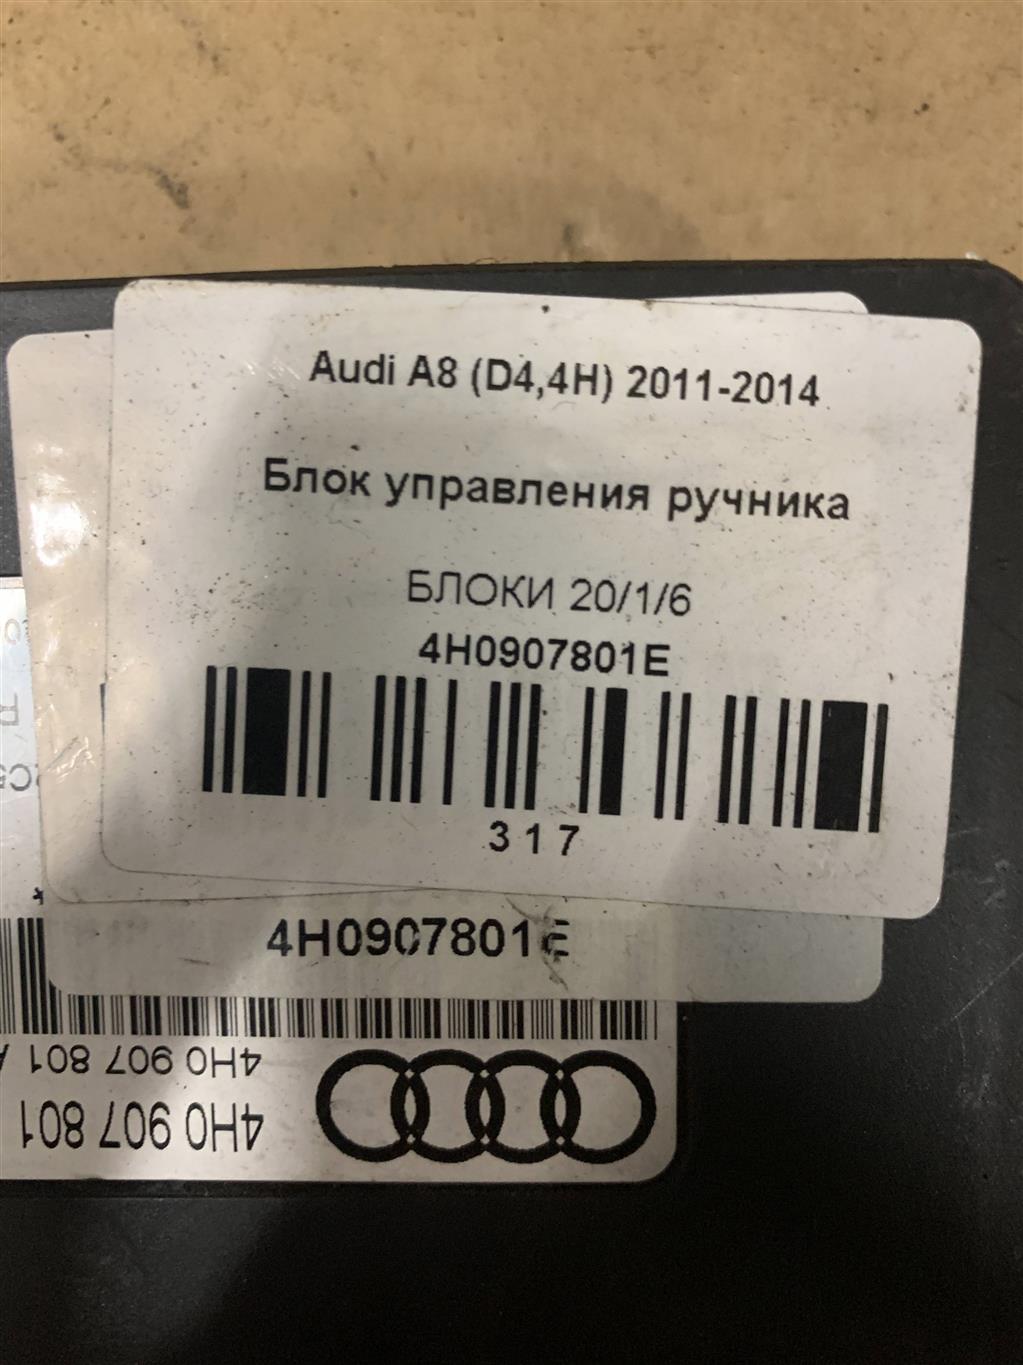 Audi A8 (D4,4H) 2011-2014
Блок управления ручника
БЛОКИ 20/1/6
4H0907801E
317
4H0907801E
4H0 907 801 A
4H0 907 801